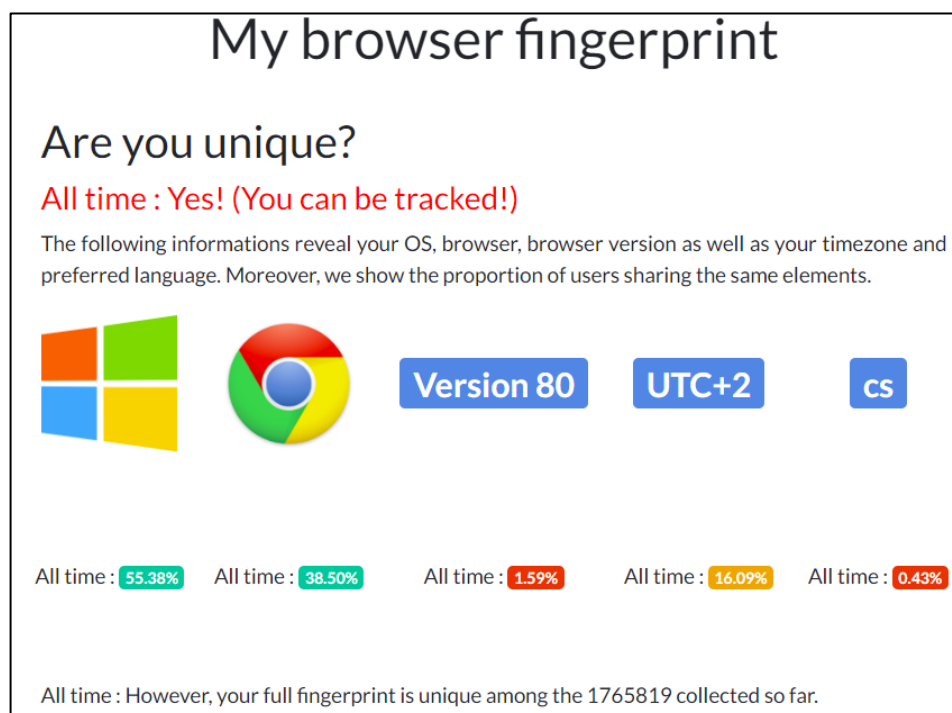 My browser fingerprint
Are you unique?
All time : Yes! (You can be tracked!)
The following informations reveal your OS, browser, browser version as well as your timezone and
preferred language. Moreover, we show the proportion of users sharing the same elements.
Version 80 UTC+2 cs
All time : 55.38% All time : 38.50% All time : 1.59% All time : 16.09% All time : 0.43%
All time : However, your full fingerprint is unique among the 1765819 collected so far.